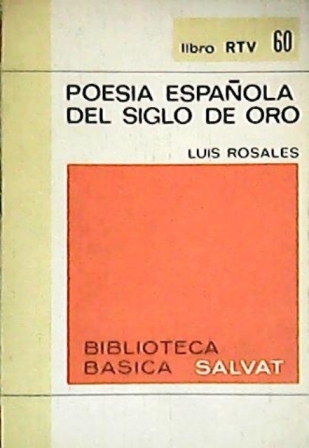 libro RTV 60
POESIA ESPAÑOLA
DEL SIGLO DE ORO
LUIS ROSALES
BIBLIOTECA
BASICA SALVAT